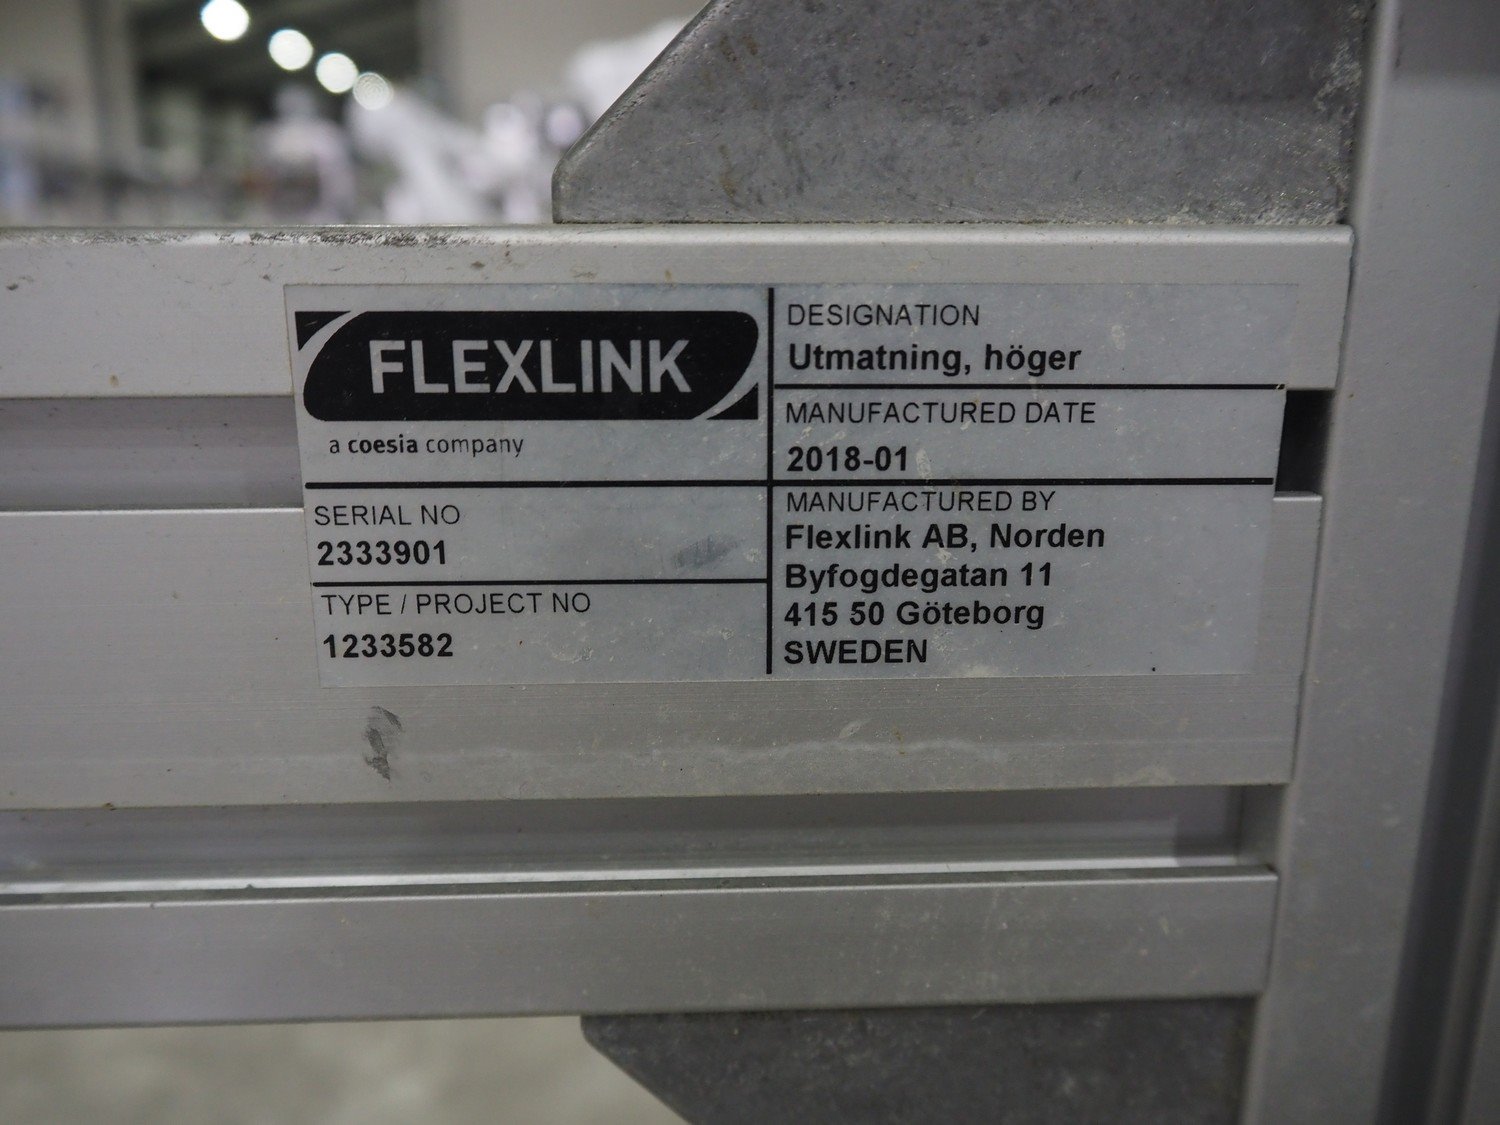 FLEXLINK
a coesia company
SERIAL NO
2333901
TYPE / PROJECT NO
1233582
DESIGNATION
Utmatning, höger
MANUFACTURED DATE
2018-01
MANUFACTURED BY
Flexlink AB, Norden
Byfogdegatan 11
415 50 Göteborg
SWEDEN